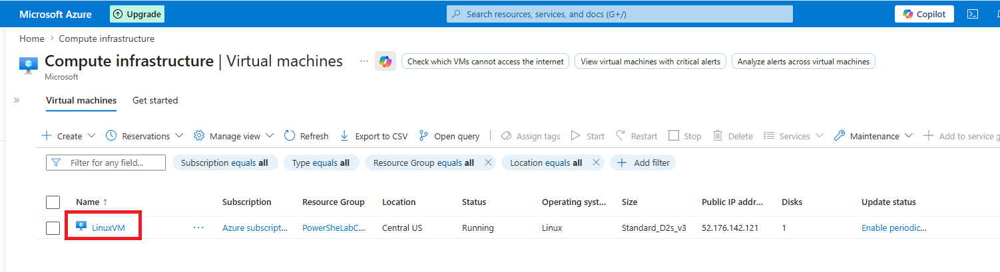 Microsoft Azure Upgrade Search resources, services, and docs (G+/) Copilot
Home > Compute infrastructure
Compute infrastructure | Virtual machines ... Check which VMs cannot access the internet View virtual machines with critical alerts Analyze alerts across virtual machines
Microsoft
Virtual machines Get started
Create Reservations Manage view Refresh Export to CSV Open query Assign tags Start Restart Stop Delete Services Maintenance Add to service g
Filter for any field... Subscription equals all Type equals all Resource Group equals all Location equals all Add filter
Name ↑ Subscription Resource Group Location Status Operating syst... Size Public IP addr... Disks Update status
LinuxVM ... Azure subscript... PowerSheLabC... Central US Running Linux Standard_D2s_v3 52.176.142.121 1 Enable periodic...